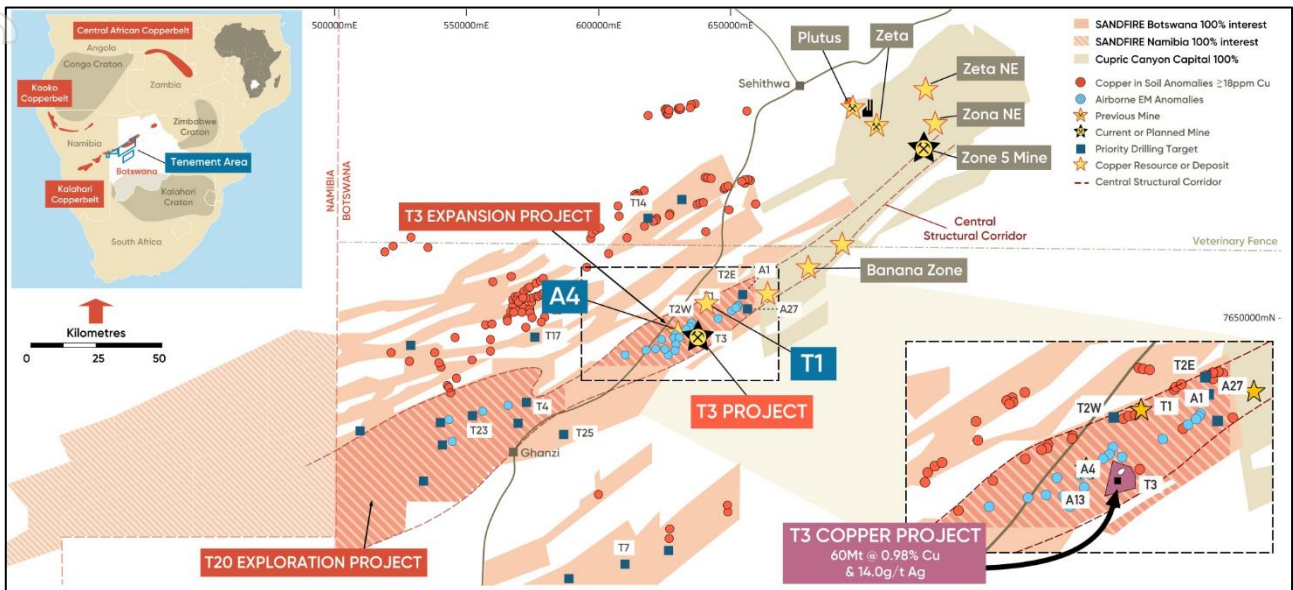 500000mE
550000mE
600000mE
650000mE
Central African Copperbelt
Angola
Congo Craton
Zambia
Kaoko
Copperbelt
Zimbabwe
Craton
Namibia
Tenement Area
Botswana
Kalahari
Copperbelt
Kalahari
Craton
South Africa
Kilometres
0 25 50
NAMIBIA
BOTSWANA
Sehithwa
Plutus
Zeta
Zeta NE
Zona NE
Zone 5 Mine
SANDFIRE Botswana 100% interest
SANDFIRE Namibia 100% interest
Cupric Canyon Capital 100%
Copper in Soil Anomalies ≥18ppm Cu
Airborne EM Anomalies
Previous Mine
Current or Planned Mine
Priority Drilling Target
Copper Resource or Deposit
Central Structural Corridor
T14
T3 EXPANSION PROJECT
Central
Structural Corridor
Veterinary Fence
Banana Zone
A4
T2E
A1
T2W
A27
T3
T17
T1
7650000mN
T3 PROJECT
T4
T23
T25
Ghanzi
T20 EXPLORATION PROJECT
T7
T2E
A27
A1
T2W
T1
A4
T3
A13
T3 COPPER PROJECT
60Mt @ 0.98% Cu
& 14.0g/t Ag